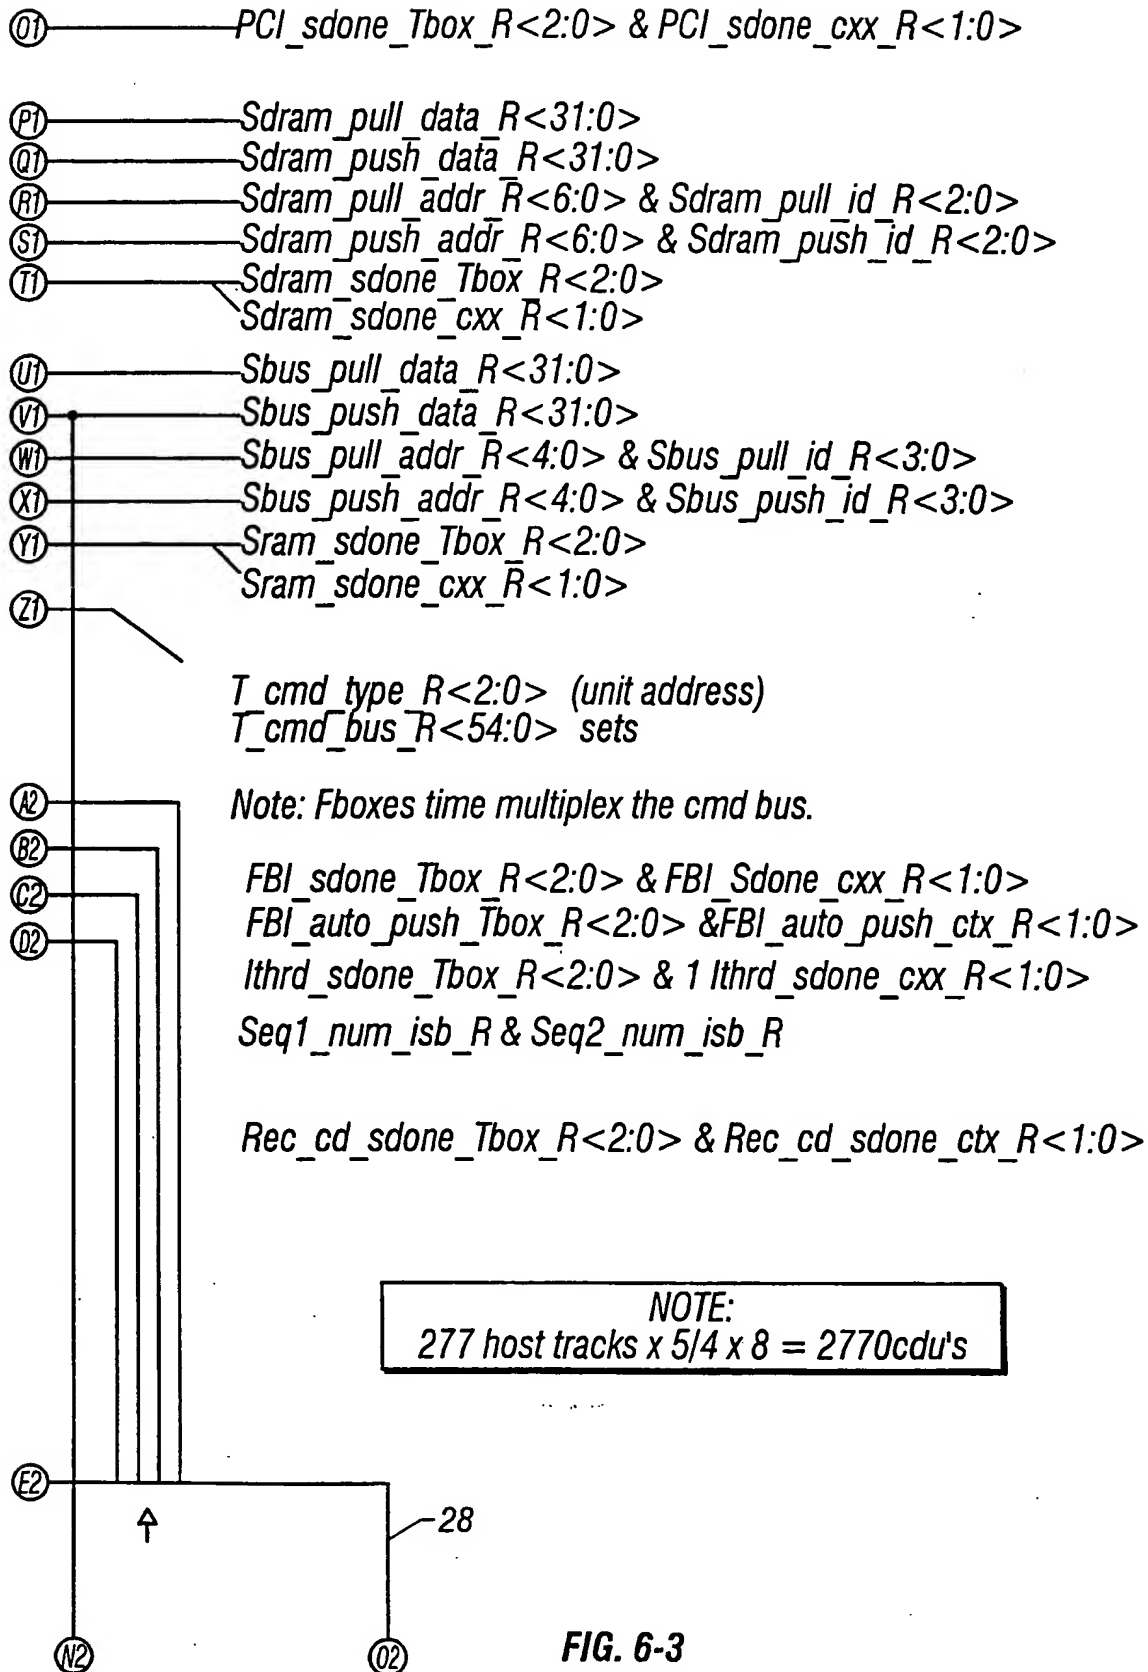 O1 PCI_sdone_Tbox_R<2:0> & PCI_sdone_cxx_R<1:0>
P1 Sdram_pull_data_R<31:0>
Q1 Sdram_push_data_R<31:0>
R1 Sdram_pull_addr_R<6:0> & Sdram_pull_id_R<2:0>
S1 Sdram_push_addr_R<6:0> & Sdram_push_id_R<2:0>
T1 Sdram_sdone_Tbox_R<2:0>
Sdram_sdone_cxx_R<1:0>
U1 Sbus_pull_data_R<31:0>
V1 Sbus_push_data_R<31:0>
W1 Sbus_pull_addr_R<4:0> & Sbus_pull_id_R<3:0>
X1 Sbus_push_addr_R<4:0> & Sbus_push_id_R<3:0>
Y1 Sram_sdone_Tbox_R<2:0>
Sram_sdone_cxx_R<1:0>
Z1
T_cmd_type_R<2:0> (unit address)
T_cmd_bus_R<54:0> sets
A2 Note: Fboxes time multiplex the cmd bus.
B2
C2 FBI_sdone_Tbox_R<2:0> & FBI_Sdone_cxx_R<1:0>
D2 FBI_auto_push_Tbox_R<2:0> &FBI_auto_push_ctx_R<1:0>
Ithrd_sdone_Tbox_R<2:0> & 1 Ithrd_sdone_cxx_R<1:0>
Seq1_num_isb_R & Seq2_num_isb_R
Rec_cd_sdone_Tbox_R<2:0> & Rec_cd_sdone_ctx_R<1:0>
NOTE:
277 host tracks x 5/4 x 8 = 2770cdu's
E2
28
N2 O2 FIG. 6-3